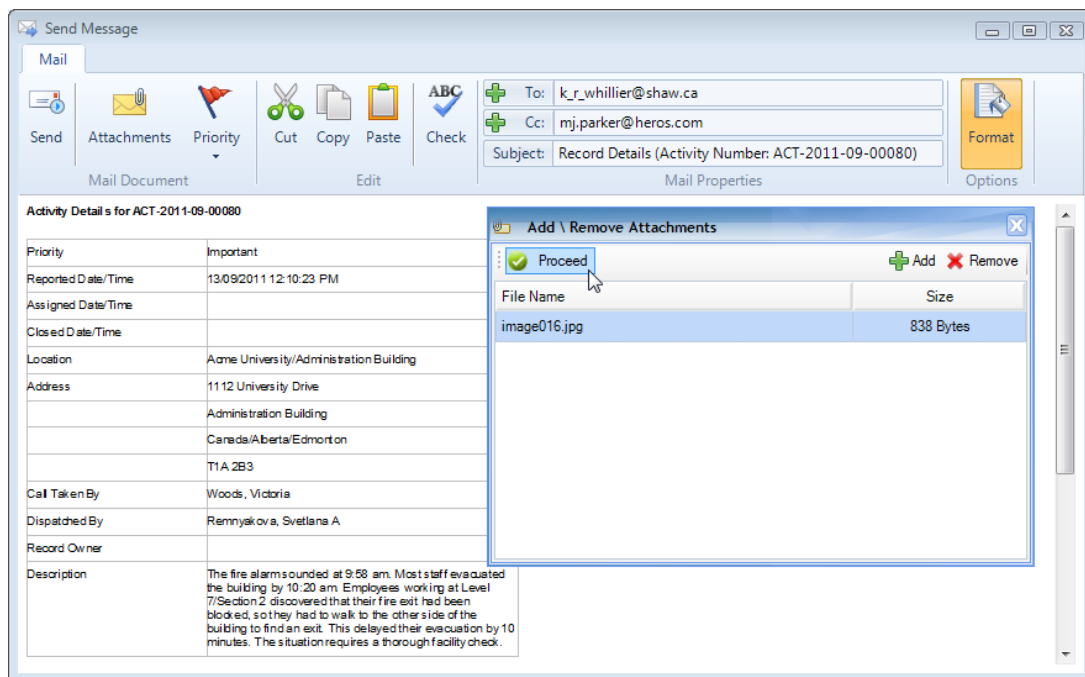 Send Message
Mail
Send Attachments Priority Cut Copy Paste ABC Check To: k_r_whillier@shaw.ca Format
Cc: mj.parker@heros.com
Subject: Record Details (Activity Number: ACT-2011-09-00080)
Mail Document Edit Mail Properties Options
Activity Details for ACT-2011-09-00080
Priority Important
Reported Date/Time 13/09/2011 12:10:23 PM
Assigned Date/Time
Closed Date/Time
Location Acme University/Administration Building
Address 1112 University Drive
Administration Building
Canada/Alberta/Edmonton
T1A 2B3
Call Taken By Woods, Victoria
Dispatched By Remnyakova, Svetlana A
Record Owner
Description The fire alarm sounded at 9:58 am. Most staff evacuated
the building by 10:20 am. Employees working at Level
7/Section 2 discovered that their fire exit had been
blocked, so they had to walk to the other side of the
building to find an exit. This delayed their evacuation by 10
minutes. The situation requires a thorough facility check.
Add \ Remove Attachments
Proceed Add Remove
File Name Size
image016.jpg 838 Bytes